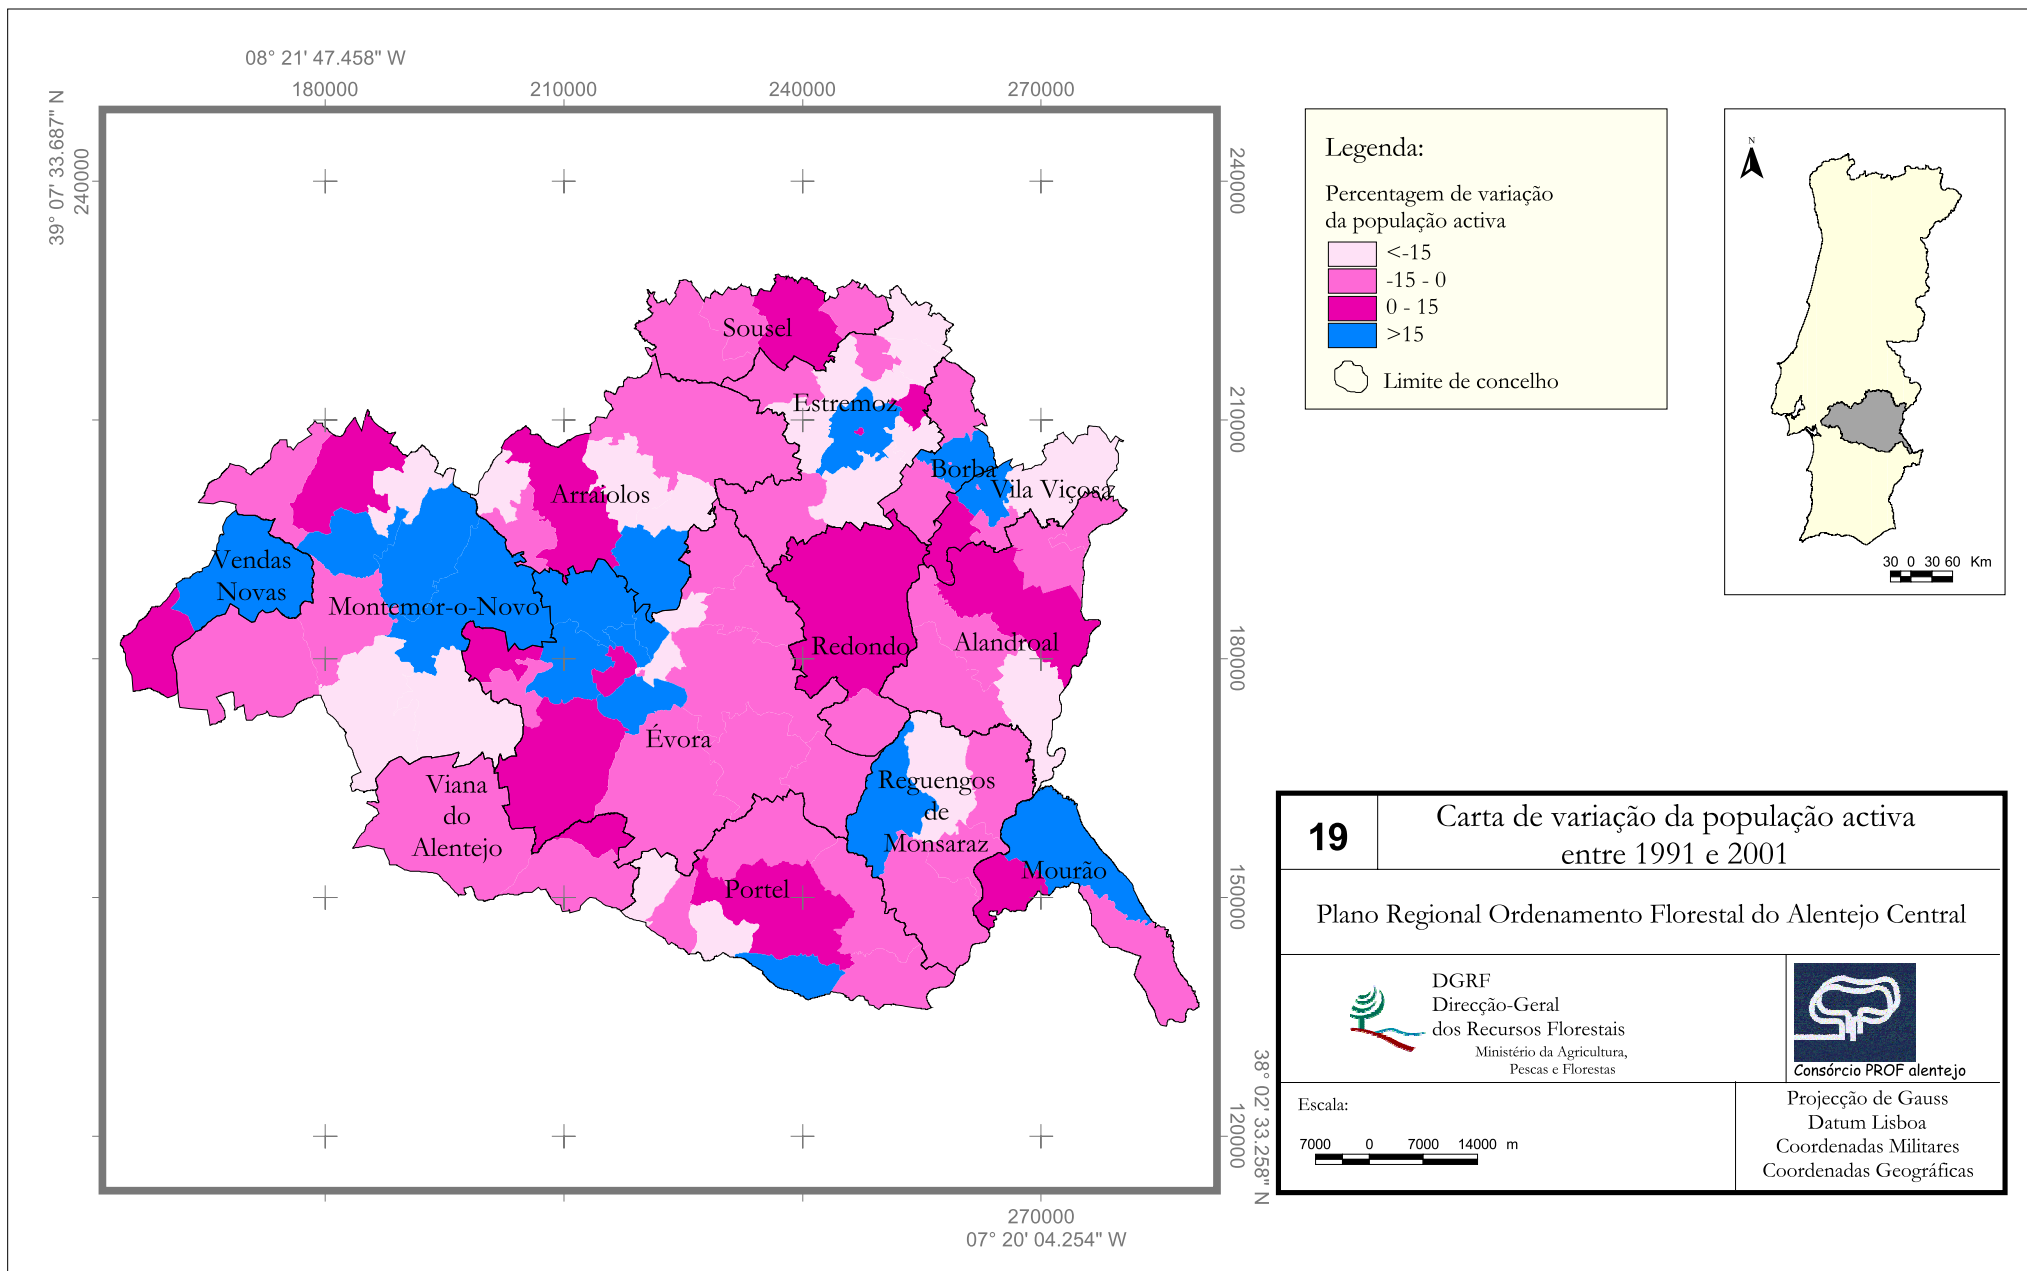 08° 21' 47.458" W
180000
210000
240000
270000
39° 07' 33.687" N
240000
240000
210000
180000
150000
120000
38° 02' 33.258" N
270000
07° 20' 04.254" W
Sousel
Estremoz
Borba
Vila Viçosa
Arraiolos
Vendas
Novas
Montemor-o-Novo
Redondo
Alandroal
Évora
Viana
do
Alentejo
Reguengos
de
Monsaraz
Mourão
Portel
Legenda:
Percentagem de variação
da população activa
<-15
-15 - 0
0 - 15
>15
Limite de concelho
N
30 0 30 60 Km
19
Carta de variação da população activa
entre 1991 e 2001
Plano Regional Ordenamento Florestal do Alentejo Central
DGRF
Direcção-Geral
dos Recursos Florestais
Ministério da Agricultura,
Pescas e Florestas
Consórcio PROF alentejo
Escala:
7000 0 7000 14000 m
Projecção de Gauss
Datum Lisboa
Coordenadas Militares
Coordenadas Geográficas